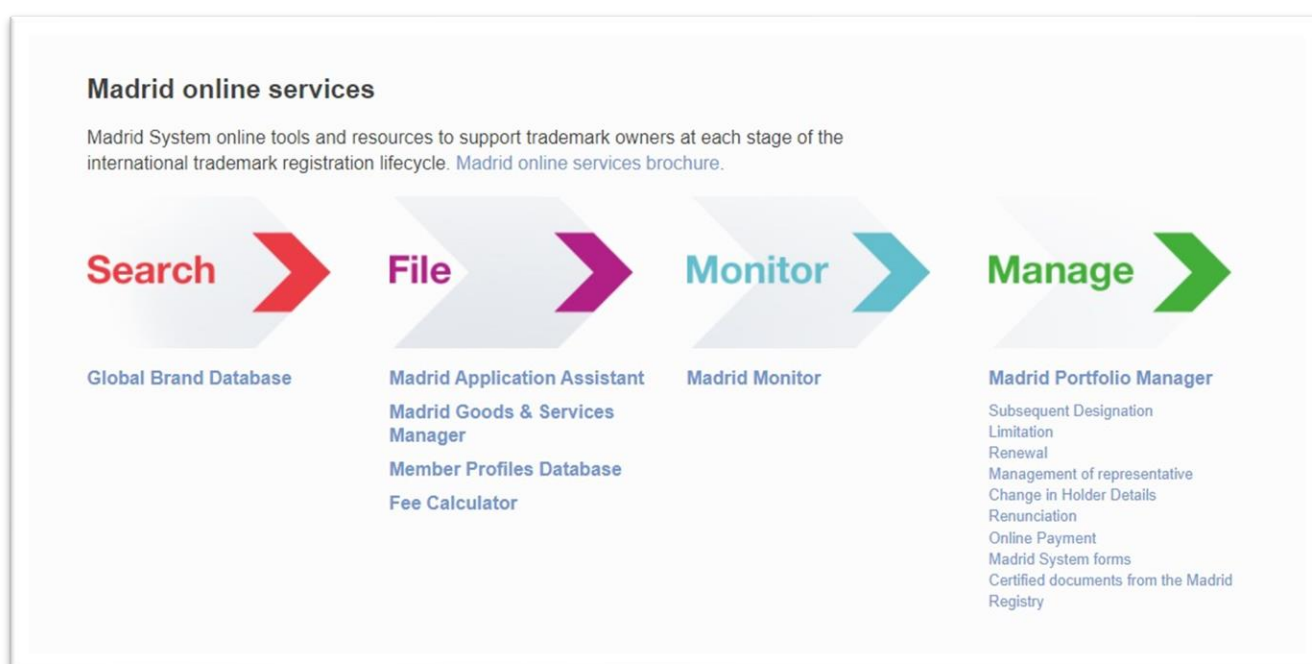 Madrid online services
Madrid System online tools and resources to support trademark owners at each stage of the
international trademark registration lifecycle. Madrid online services brochure.
Search
File
Monitor
Manage
Global Brand Database
Madrid Application Assistant
Madrid Goods & Services
Manager
Member Profiles Database
Fee Calculator
Madrid Monitor
Madrid Portfolio Manager
Subsequent Designation
Limitation
Renewal
Management of representative
Change in Holder Details
Renunciation
Online Payment
Madrid System forms
Certified documents from the Madrid
Registry